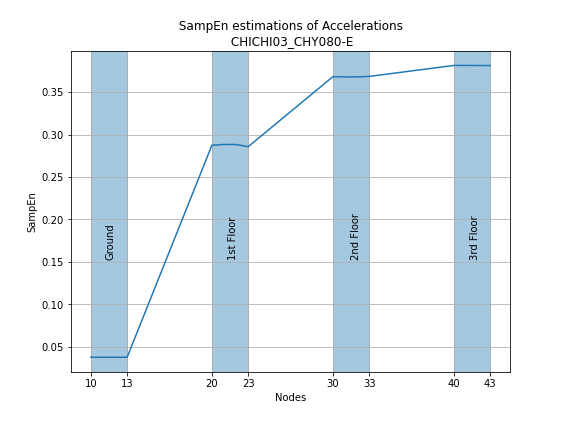 SampEn estimations of Accelerations
CHICHI03_CHY080-E
SampEn
0.35
0.30
0.25
0.20
0.15
0.10
0.05
Ground
1st Floor
2nd Floor
3rd Floor
10 13 20 23 30 33 40 43
Nodes